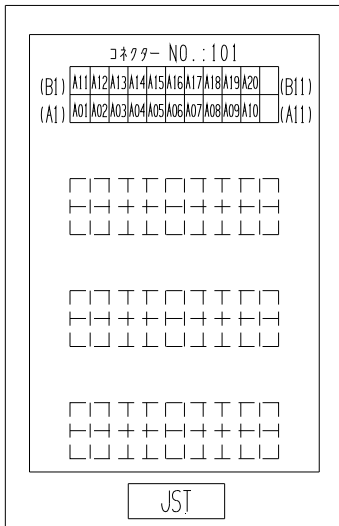 コネクター NO.:101
(B1) A11 A12 A13 A14 A15 A16 A17 A18 A19 A20 (B11)
(A1) A01 A02 A03 A04 A05 A06 A07 A08 A09 A10 (A11)
JST